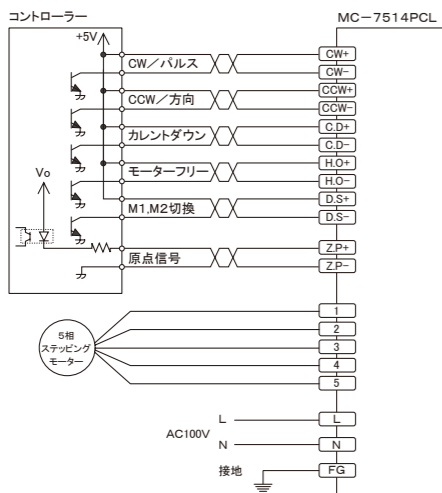 コントローラー
MC-7514PCL
+5V
CW/パルス
CW+
CW-
CCW/方向
CCW+
CCW-
カレントダウン
C.D+
C.D-
モーターフリー
H.O+
H.O-
Vo
M1,M2切換
D.S+
D.S-
原点信号
Z.P+
Z.P-
5相
ステッピング
モーター
1
2
3
4
5
AC100V
L
L
N
N
接地
FG